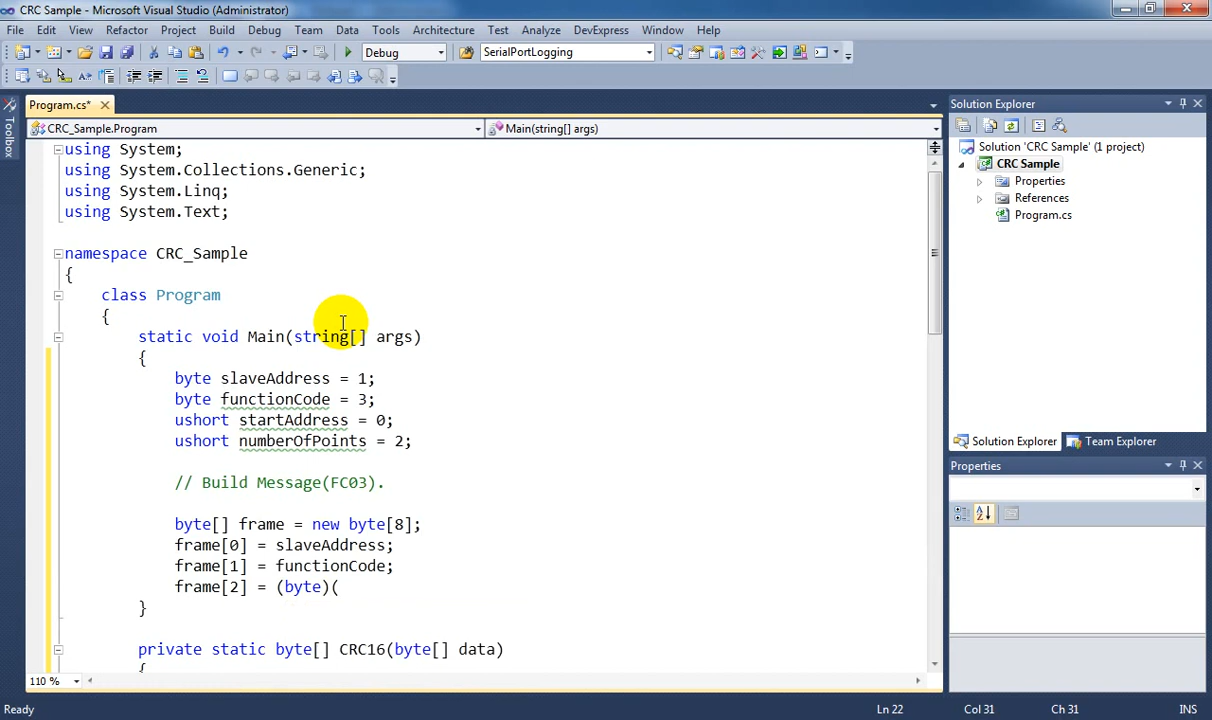 CRC Sample - Microsoft Visual Studio (Administrator)
File Edit View Refactor Project Build Debug Team Data Tools Architecture Test Analyze DevExpress Window Help
Debug SerialPortLogging
Program.cs* Solution Explorer
Toolbox
CRC_Sample.Program Main(string[] args)
using System;
using System.Collections.Generic;
using System.Linq;
using System.Text;
namespace CRC_Sample
{
class Program
{
static void Main(string[] args)
{
byte slaveAddress = 1;
byte functionCode = 3;
ushort startAddress = 0;
ushort numberOfPoints = 2;
// Build Message(FC03).
byte[] frame = new byte[8];
frame[0] = slaveAddress;
frame[1] = functionCode;
frame[2] = (byte)(
}
private static byte[] CRC16(byte[] data)
{
110 %
Solution 'CRC Sample' (1 project)
CRC Sample
Properties
References
Program.cs
Solution Explorer Team Explorer
Properties
Ready Ln 22 Col 31 Ch 31 INS